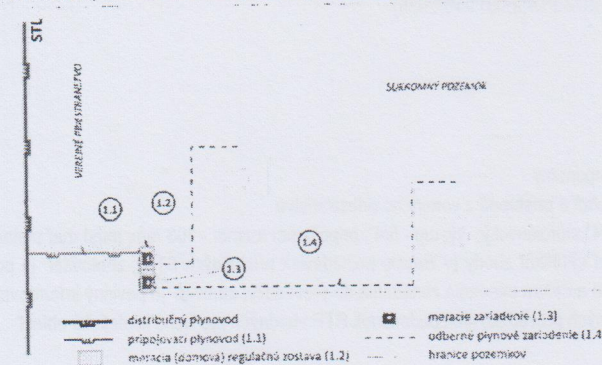 STL
VEREJNÉ PRIESTRANSTVO
SÚKROMNÝ POZEMOK
1.1
1.2
1.3
1.4
distribučný plynovod
pripojovací plynovod (1.1)
meracia (domová) regulačná zostava (1.2)
meracie zariadenie (1.3)
odberné plynové zariadenie (1.4
hranice pozemkov